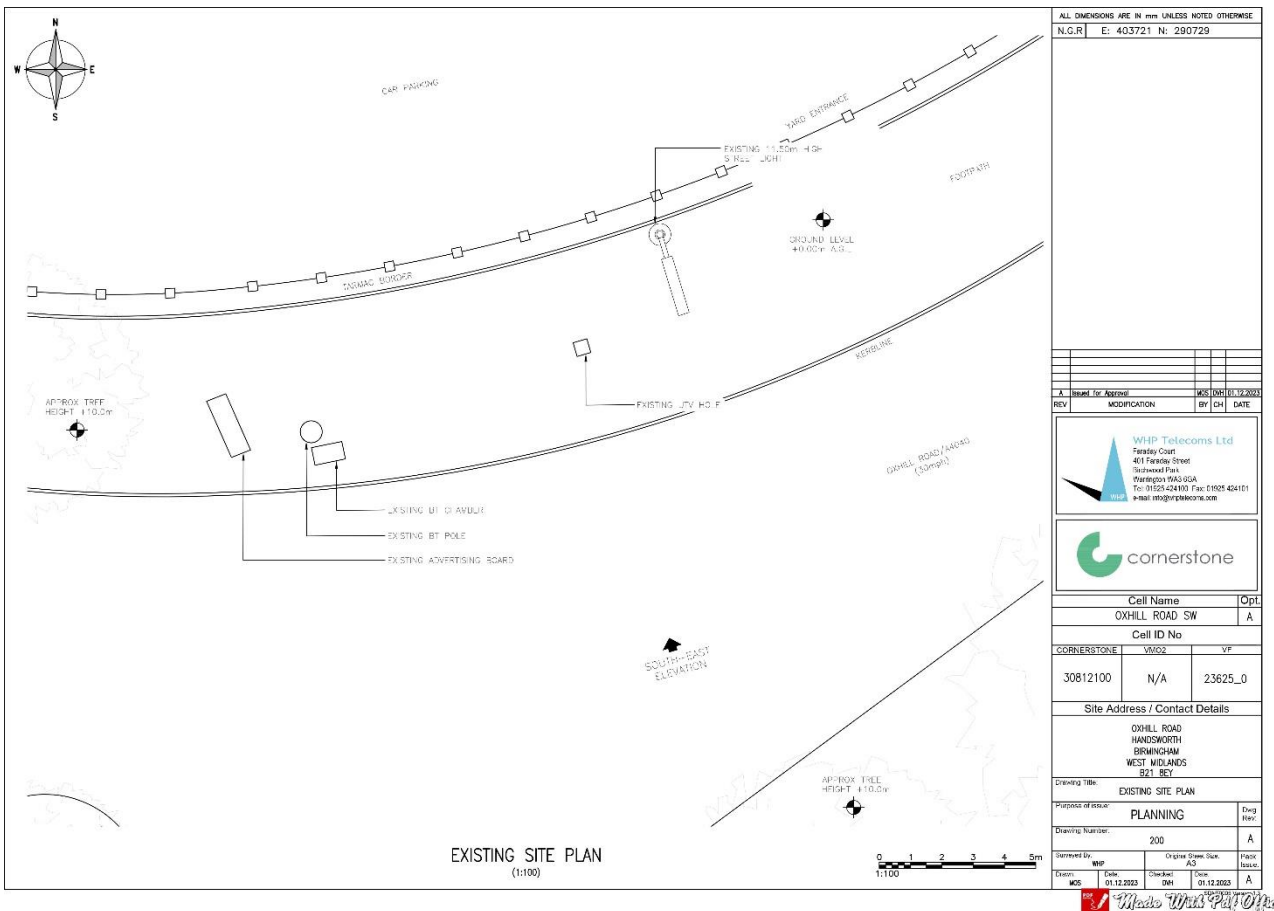 N
W
E
S
CAR PARKING
YARD ENTRANCE
EXISTING 11.50m HIGH
STREET LIGHT
FOOTPATH
GROUND LEVEL
+0.00m A.G.L.
TARMAC BORDER
KERBLINE
APPROX TREE
HEIGHT +10.0m
EXISTING UTV HOLE
OXHILL ROAD/A4040
(30mph)
EXISTING BT CHAMBER
EXISTING BT POLE
EXISTING ADVERTISING BOARD
SOUTH-EAST
ELEVATION
APPROX TREE
HEIGHT +10.0m
EXISTING SITE PLAN
(1:100)
0 1 2 3 4 5m
1:100
ALL DIMENSIONS ARE IN mm UNLESS NOTED OTHERWISE
N.G.R E: 403721 N: 290729
A Issued for Approval MOS DVH 01.12.2023
REV MODIFICATION BY CH DATE
WHP Telecoms Ltd
Faraday Court
401 Faraday Street
Birchwood Park
Warrington WA3 6GA
Tel: 01925 424100 Fax: 01925 424101
e-mail: info@whptelecoms.com
WHP
cornerstone
Cell Name Opt.
OXHILL ROAD SW A
Cell ID No
CORNERSTONE VMO2 VF
30812100 N/A 23625_0
Site Address / Contact Details
OXHILL ROAD
HANDSWORTH
BIRMINGHAM
WEST MIDLANDS
B21 8EY
Drawing Title:
EXISTING SITE PLAN
Purpose of issue:
PLANNING
Dwg
Rev:
Drawing Number:
200
A
Surveyed By:
WHP
Original Sheet Size:
A3
Pack
Issue:
Drawn: Date: Checked: Date:
MOS 01.12.2023 DVH 01.12.2023 A
PDF
Made With Pdf